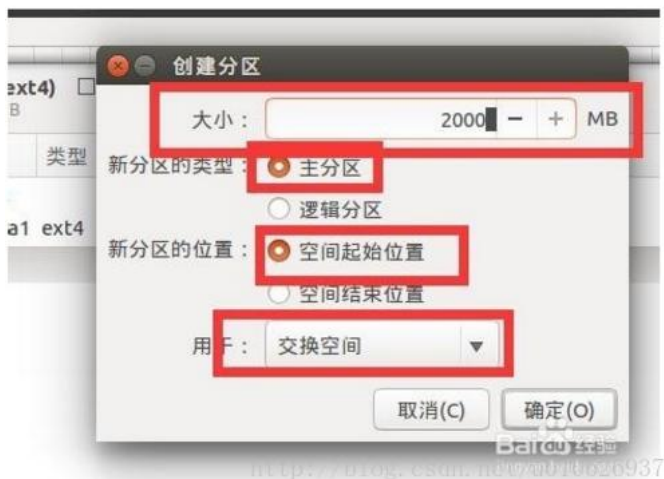 创建分区
ext4)
B
大小： 2000 MB
类型
新分区的类型： 主分区
逻辑分区
a1 ext4
新分区的位置： 空间起始位置
空间结束位置
用于： 交换空间
取消(C) 确定(O)
Baidu 经验